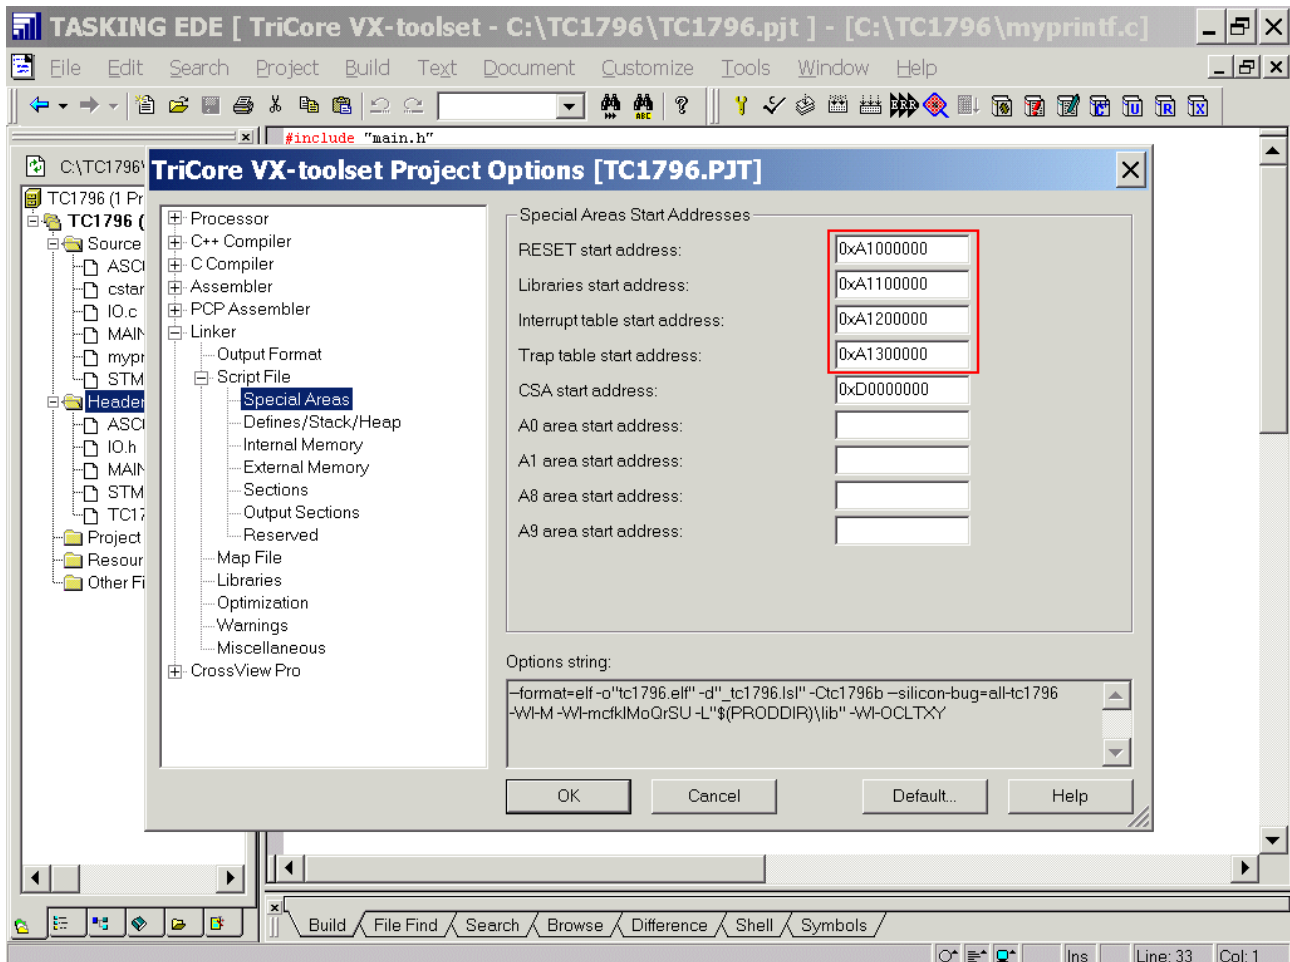 TASKING EDE [ TriCore VX-toolset - C:\TC1796\TC1796.pjt ] - [C:\TC1796\myprintf.c]
File Edit Search Project Build Text Document Customize Tools Window Help
#include "main.h"
C:\TC1796\
TC1796 (1 Pr
TC1796 (
Source
ASCI
cstar
IO.c
MAIN
mypr
STM
Header
ASCI
IO.h
MAIN
STM
TC17
Project
Resour
Other Fi
TriCore VX-toolset Project Options [TC1796.PJT]
Processor
C++ Compiler
C Compiler
Assembler
PCP Assembler
Linker
Output Format
Script File
Special Areas
Defines/Stack/Heap
Internal Memory
External Memory
Sections
Output Sections
Reserved
Map File
Libraries
Optimization
Warnings
Miscellaneous
CrossView Pro
Special Areas Start Addresses
RESET start address: 0xA1000000
Libraries start address: 0xA1100000
Interrupt table start address: 0xA1200000
Trap table start address: 0xA1300000
CSA start address: 0xD0000000
A0 area start address:
A1 area start address:
A8 area start address:
A9 area start address:
Options string:
--format=elf -o"tc1796.elf" -d"_tc1796.lsl" -Ctc1796b --silicon-bug=all-tc1796
-Wl-M -Wl-mcfklMoQrSU -L"$(PRODDIR)\lib" -Wl-OCLTXY
OK Cancel Default... Help
Build File Find Search Browse Difference Shell Symbols
Ins Line: 33 Col: 1